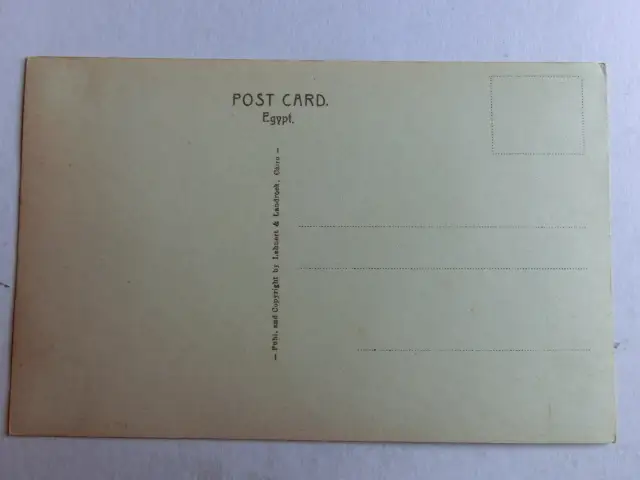 POST CARD.
Egypt.
— Publ. and Copyright by Lehnert & Landrock, Cairo —